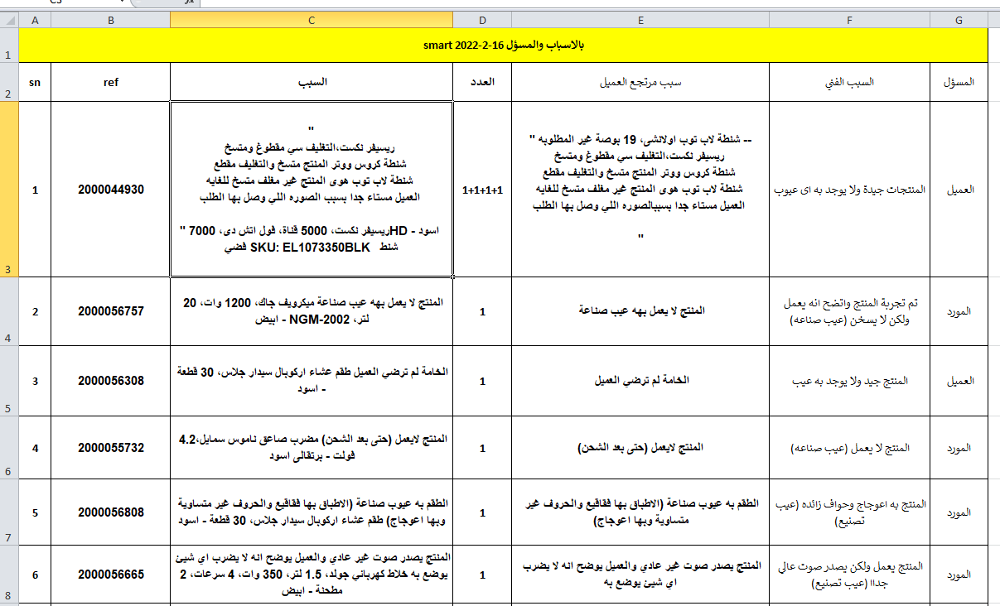 A B C D E F G
1 بالاسباب والمسؤل smart 2022-2-16
2 sn ref السبب العدد سبب مرتجع العميل السبب الفني المسؤل
3
1
2000044930
"
ريسيفر نكست،التغليف سي مقطوغ ومتسخ
شنطة كروس ووتر المنتج متسخ والتغليف مقطع
شنطة لاب توب هوى المنتج غير مغلف متسخ للغايه
العميل مستاء جدا بسبب الصوره اللي وصل بها الطلب
اسود - HDريسيفر نكست، 5000 قناة، فول اتش دى، 7000 "
شنط SKU: EL1073350BLK فضي
1+1+1+1
-- شنطة لاب توب اولانشى، 19 بوصة غير المطلوبه "
ريسيفر نكست،التغليف سي مقطوغ ومتسخ
شنطة كروس ووتر المنتج متسخ والتغليف مقطع
شنطة لاب توب هوى المنتج غير مغلف متسخ للغايه
العميل مستاء جدا بسببالصوره اللي وصل بها الطلب
"
المنتجات جيدة ولا يوجد به اى عيوب
العميل
4
2
2000056757
المنتج لا يعمل بهه عيب صناعة ميكرويف جاك، 1200 وات، 20
لتر، NGM-2002 - ابيض
1
المنتج لا يعمل بهه عيب صناعة
تم تجربة المنتج واتضح انه يعمل
ولكن لا يسخن (عيب صناعه)
المورد
5
3
2000056308
الخامة لم ترضي العميل طقم عشاء اركوبال سيدار جلاس، 30 قطعة
- اسود
1
الخامة لم ترضي العميل
المنتج جيد ولا يوجد به عيب
العميل
6
4
2000055732
المنتج لايعمل (حتى بعد الشحن) مضرب صاعق ناموس سمايل،4.2
فولت - برتقالى اسود
1
المنتج لايعمل (حتى بعد الشحن)
المنتج لا يعمل (عيب صناعه)
المورد
7
5
2000056808
الطقم به عيوب صناعة (الاطباق بها فقاقيع والحروف غير متساوية
وبها اعوجاج) طقم عشاء اركوبال سيدار جلاس، 30 قطعة - اسود
1
الطقم به عيوب صناعة (الاطباق بها فقاقيع والحروف غير
متساوية وبها اعوجاج)
المنتج به اعوجاج وحواف زائده (عيب
تصنيع)
المورد
8
6
2000056665
المنتج يصدر صوت غير عادي والعميل يوضح انه لا يضرب اي شيئ
يوضع به خلاط كهربائي جولد، 1.5 لتر، 350 وات، 4 سرعات، 2
مطحنة - ابيض
1
المنتج يصدر صوت غير عادي والعميل يوضح انه لا يضرب
اي شيئ يوضع به
المنتج يعمل ولكن يصدر صوت عالى
جداا (عيب تصنيع)
المورد